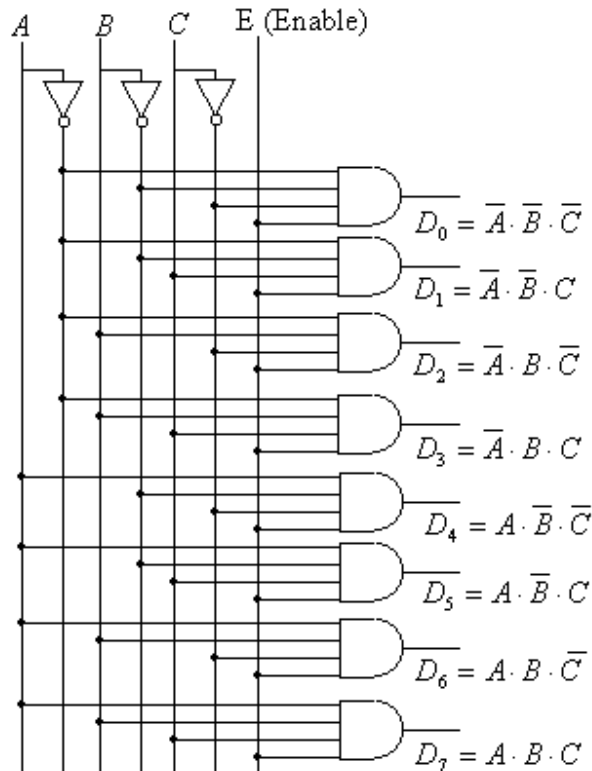 A B C E (Enable)
D₀ = A̅ · B̅ · C̅
D₁ = A̅ · B̅ · C
D₂ = A̅ · B · C̅
D₃ = A̅ · B · C
D₄ = A · B̅ · C̅
D₅ = A · B̅ · C
D₆ = A · B · C̅
D₇ = A · B · C